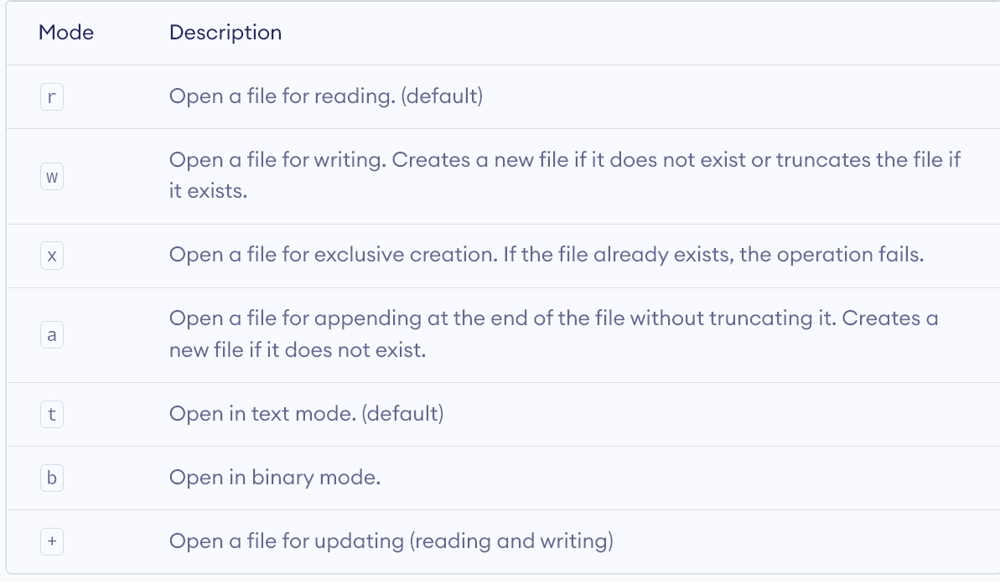 Mode Description
r Open a file for reading. (default)
w Open a file for writing. Creates a new file if it does not exist or truncates the file if
it exists.
x Open a file for exclusive creation. If the file already exists, the operation fails.
a Open a file for appending at the end of the file without truncating it. Creates a
new file if it does not exist.
t Open in text mode. (default)
b Open in binary mode.
+ Open a file for updating (reading and writing)